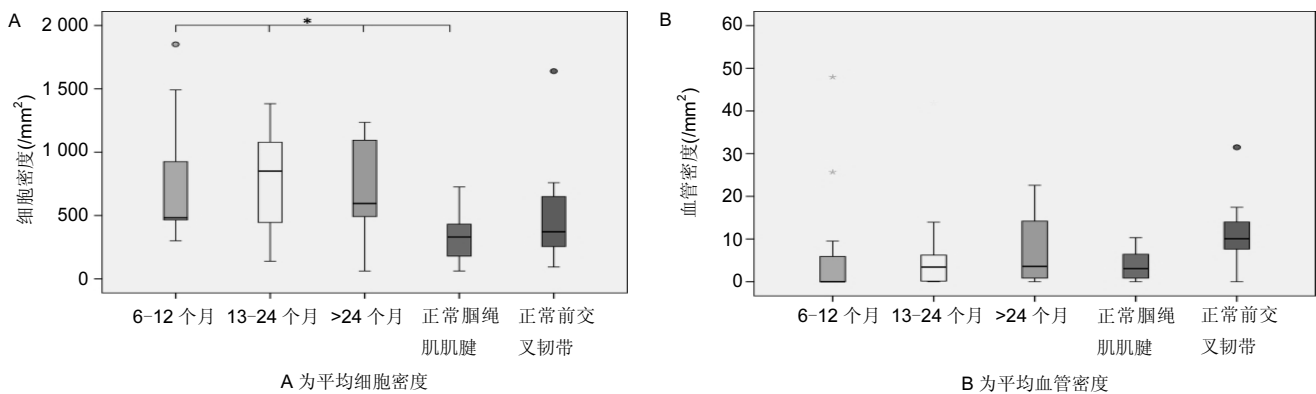 A
B
*
细胞密度(/mm²)
2 000
1 500
1 000
500
0
6-12 个月
13-24 个月
>24 个月
正常腘绳
肌肌腱
正常前交
叉韧带
A 为平均细胞密度
血管密度(/mm²)
60
50
40
30
20
10
0
6-12 个月
13-24 个月
>24 个月
正常腘绳
肌肌腱
正常前交
叉韧带
B 为平均血管密度